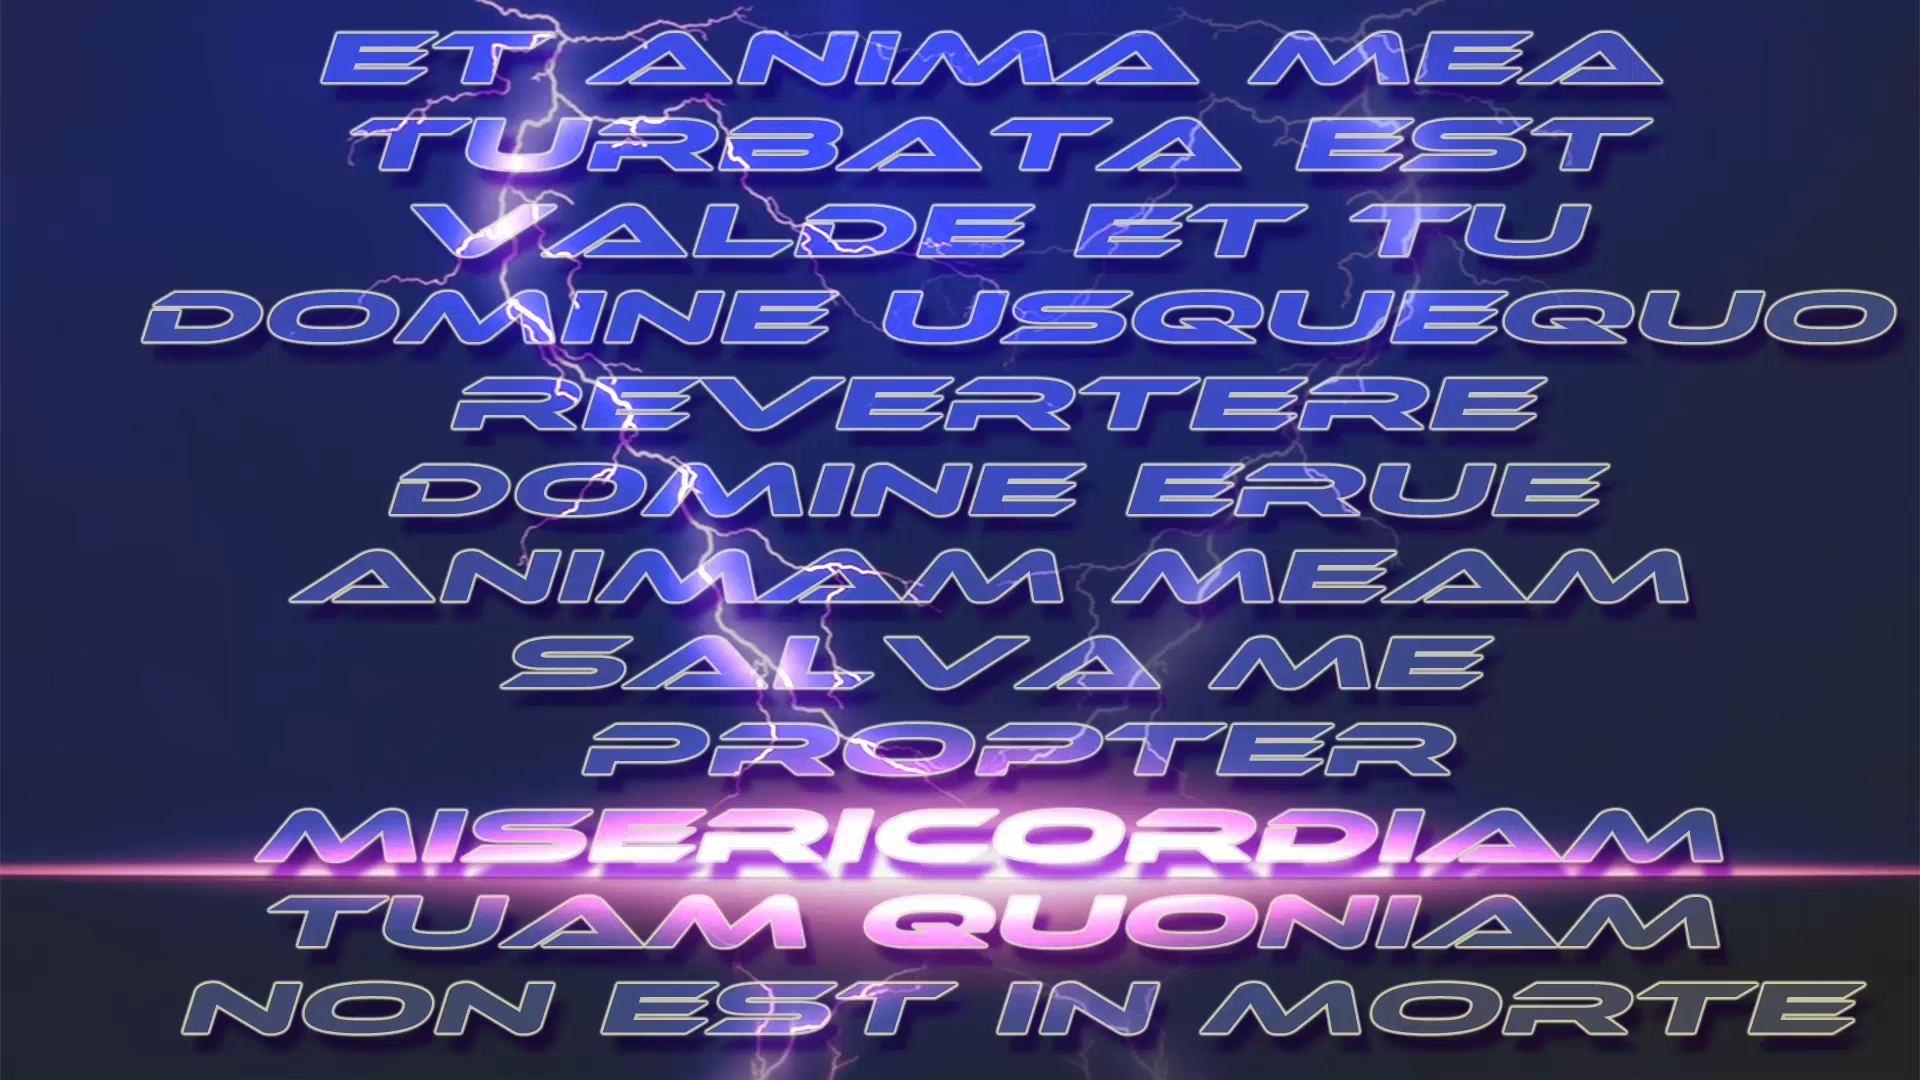 ET ANIMA MEA
TURBATA EST
VALDE ET TU
DOMINE USQUEQUO
REVERTERE
DOMINE ERUE
ANIMAM MEAM
SALVA ME
PROPTER
MISERICORDIAM
TUAM QUONIAM
NON EST IN MORTE